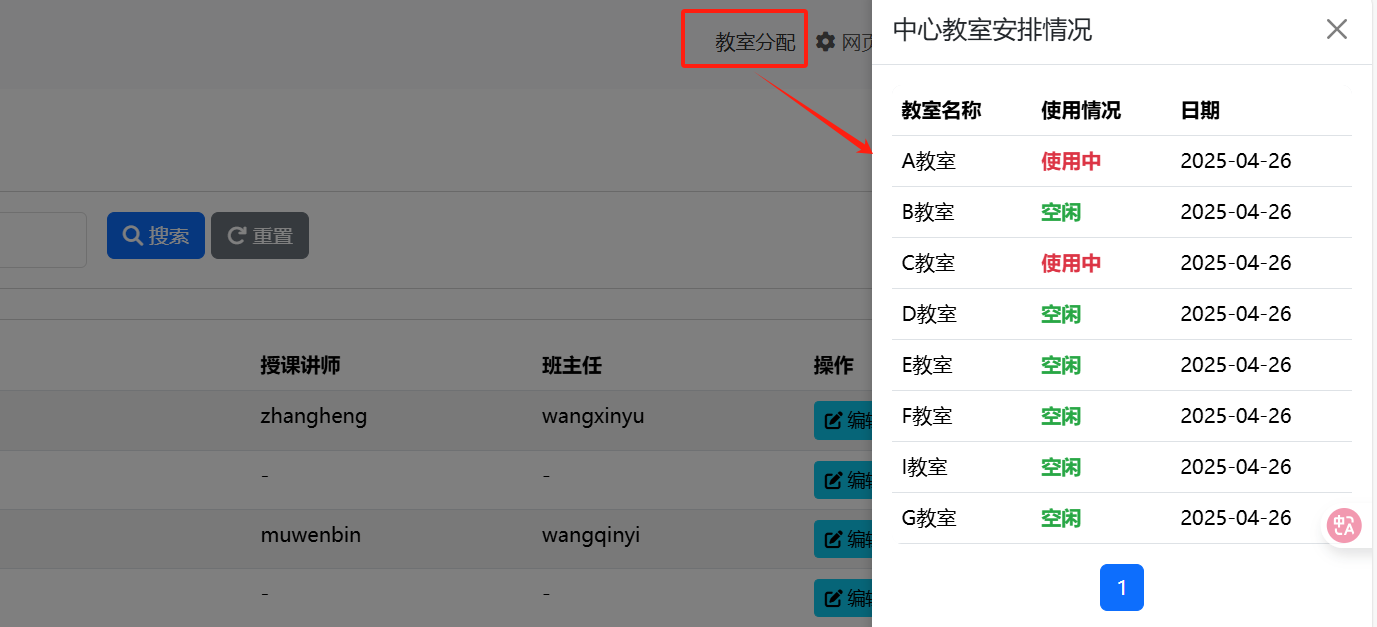 教室分配 网页
中心教室安排情况
教室名称 使用情况 日期
A教室 使用中 2025-04-26
B教室 空闲 2025-04-26
C教室 使用中 2025-04-26
D教室 空闲 2025-04-26
E教室 空闲 2025-04-26
F教室 空闲 2025-04-26
I教室 空闲 2025-04-26
G教室 空闲 2025-04-26
1
搜索 重置
授课讲师 班主任 操作
zhangheng wangxinyu 编辑
- - 编辑
muwenbin wangqinyi 编辑
- - 编辑
中A